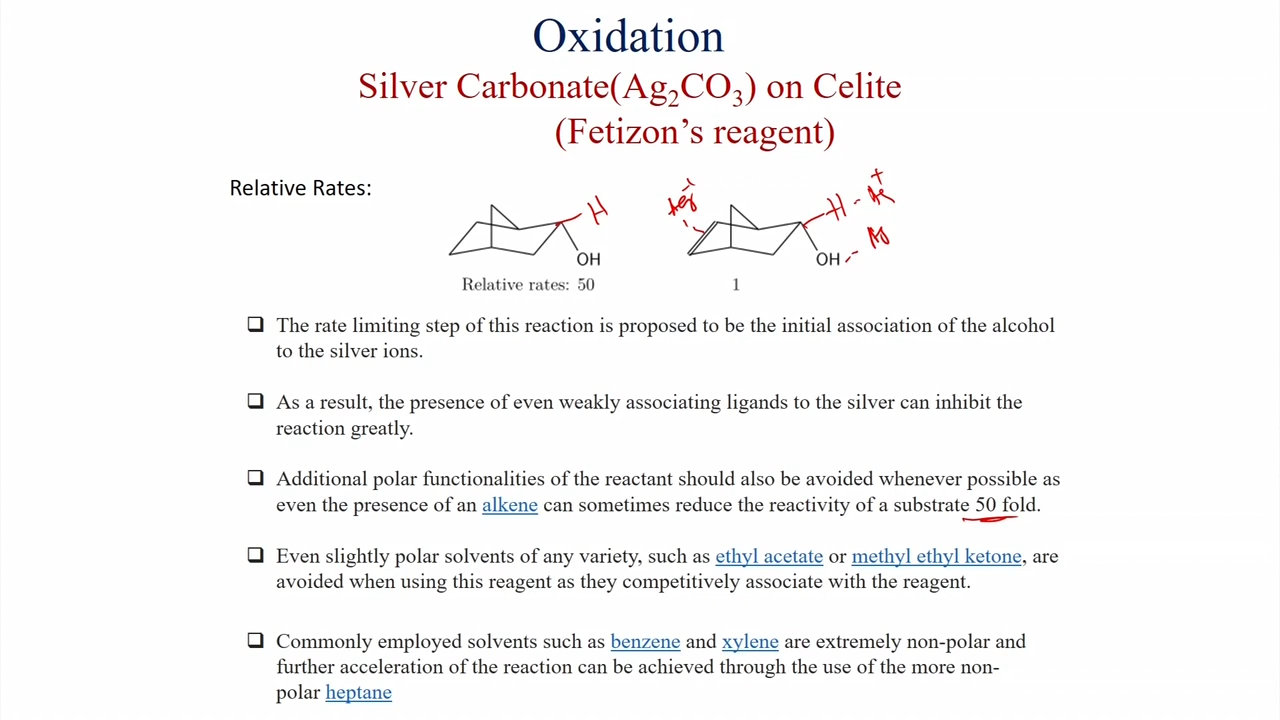 Oxidation
Silver Carbonate(Ag₂CO₃) on Celite
(Fetizon’s reagent)
Relative Rates:
H
H
OH
OH
Relative rates: 50
1
❑ The rate limiting step of this reaction is proposed to be the initial association of the alcohol
to the silver ions.
❑ As a result, the presence of even weakly associating ligands to the silver can inhibit the
reaction greatly.
❑ Additional polar functionalities of the reactant should also be avoided whenever possible as
even the presence of an alkene can sometimes reduce the reactivity of a substrate 50 fold.
❑ Even slightly polar solvents of any variety, such as ethyl acetate or methyl ethyl ketone, are
avoided when using this reagent as they competitively associate with the reagent.
❑ Commonly employed solvents such as benzene and xylene are extremely non-polar and
further acceleration of the reaction can be achieved through the use of the more non-
polar heptane